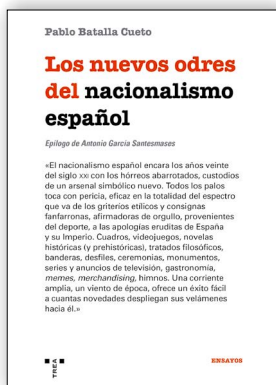 Pablo Batalla Cueto
Los nuevos odres
del nacionalismo
español
Epílogo de Antonio García Santesmases
«El nacionalismo español encara los años veinte
del siglo XXI con los hórreos abarrotados, custodios
de un arsenal simbólico nuevo. Todos los palos
toca con pericia, eficaz en la totalidad del espectro
que va de los griteríos etílicos y consignas
fanfarronas, afirmadoras de orgullo, provenientes
del deporte, a las apologías eruditas de España
y su Imperio. Cuadros, videojuegos, novelas
históricas (y prehistóricas), tratados filosóficos,
banderas, desfiles, ceremonias, monumentos,
series y anuncios de televisión, gastronomía,
memes, merchandising, himnos. Una corriente
amplia, un viento de época, ofrece un éxito fácil
a cuantas novedades despliegan sus velámenes
hacia él.»
TREA
ENSAYOS